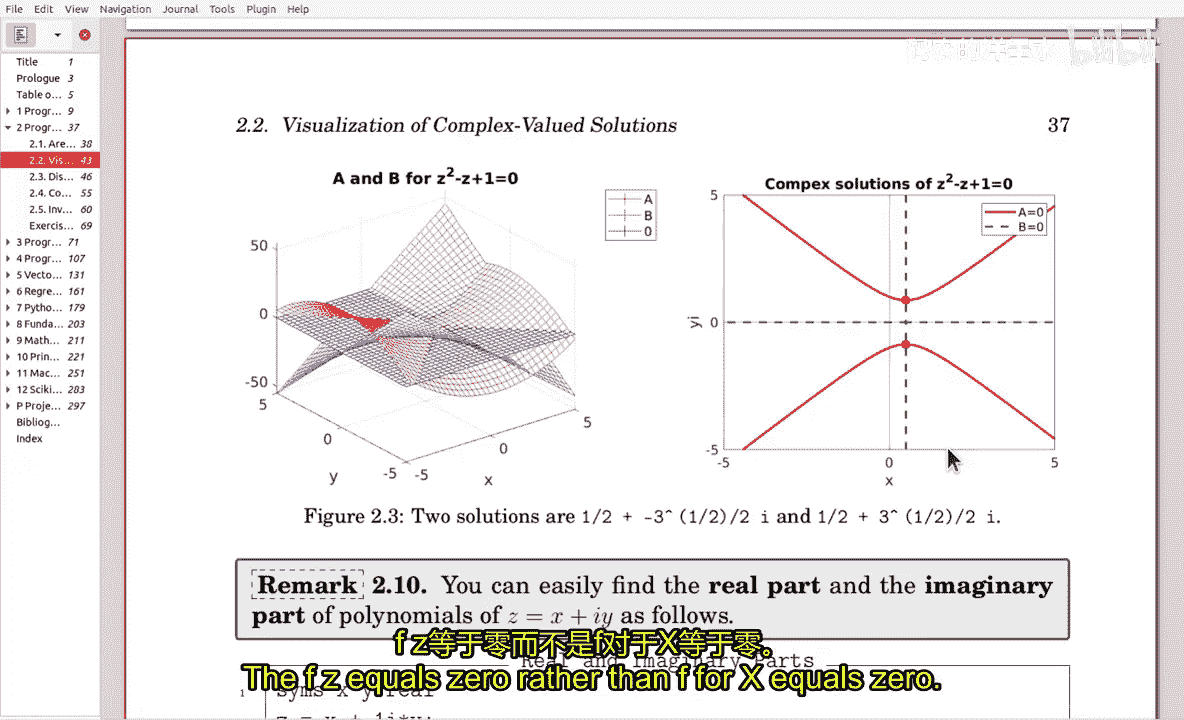 File Edit View Navigation Journal Tools Plugin Help
Title 1
Prologue 3
Table o... 5
1 Progr... 9
2 Progr... 37
2.1. Are... 38
2.2. Vis... 43
2.3. Dis... 46
2.4. Co... 55
2.5. Inv... 60
Exercis... 69
3 Progr... 71
4 Progr... 107
5 Vecto... 131
6 Regre... 161
7 Pytho... 179
8 Funda... 203
9 Math... 211
10 Prin... 221
11 Mac... 251
12 Sciki... 283
P Proje... 297
Bibliog...
Index
bilibili
2.2. Visualization of Complex-Valued Solutions 37
A and B for z²-z+1=0
A
B
0
50
0
-50
5
0
-5
y
-5
0
5
x
Compex solutions of z²-z+1=0
A=0
B=0
5
0
-5
yi
-5 0 5
x
Figure 2.3: Two solutions are 1/2 + -3^(1/2)/2 i and 1/2 + 3^(1/2)/2 i.
Remark 2.10. You can easily find the real part and the imaginary
part of polynomials of z = x + iy as follows.
Real and Imaginary Parts
1 syms x y real
f z等于零而不是f对于X等于零。
The f z equals zero rather than f for X equals zero.